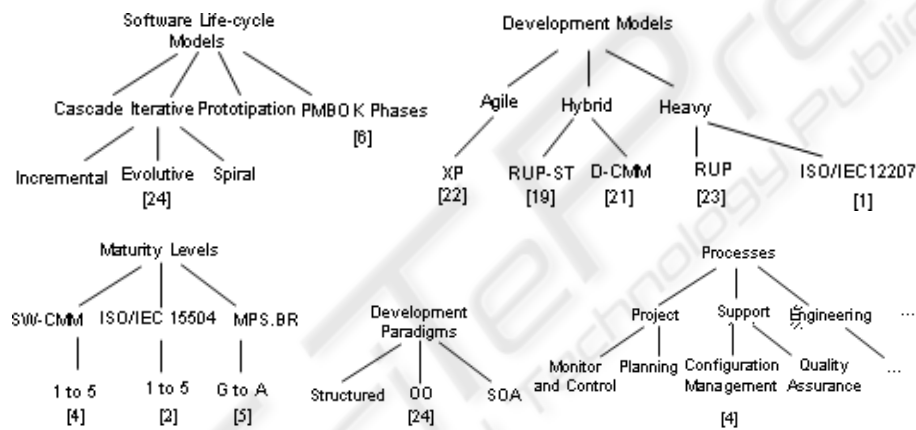 Software Life-cycle
Models
Cascade Iterative Prototipation PMBOK Phases
[6]
Incremental Evolutive Spiral
[24]
Development Models
Agile Hybrid Heavy
XP RUP-ST D-CMM RUP ISO/IEC12207
[22] [19] [21] [23] [1]
Maturity Levels
SW-CMM ISO/IEC 15504 MPS.BR
1 to 5 1 to 5 G to A
[4] [2] [5]
Development
Paradigms
Structured OO SOA
[24]
Processes
Project Support Engineering ...
Monitor
and Control
Planning
Configuration
Management
Quality
Assurance
...
[4]